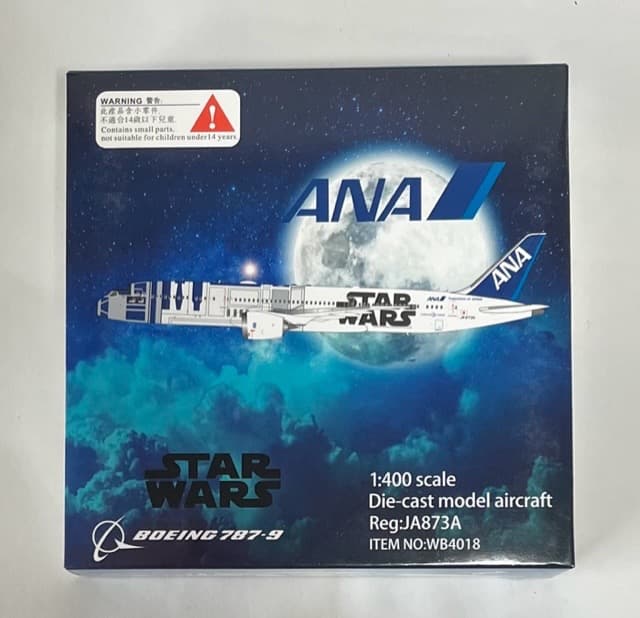 WARNING 警告:
此產品含小零件,
不適合14歲以下兒童.
Contains small parts,
not suitable for children under14 years
ANA
ANA
ANA
STAR
WARS
STAR
WARS
1:400 scale
Die-cast model aircraft
Reg:JA873A
ITEM NO:WB4018
BOEING 787-9